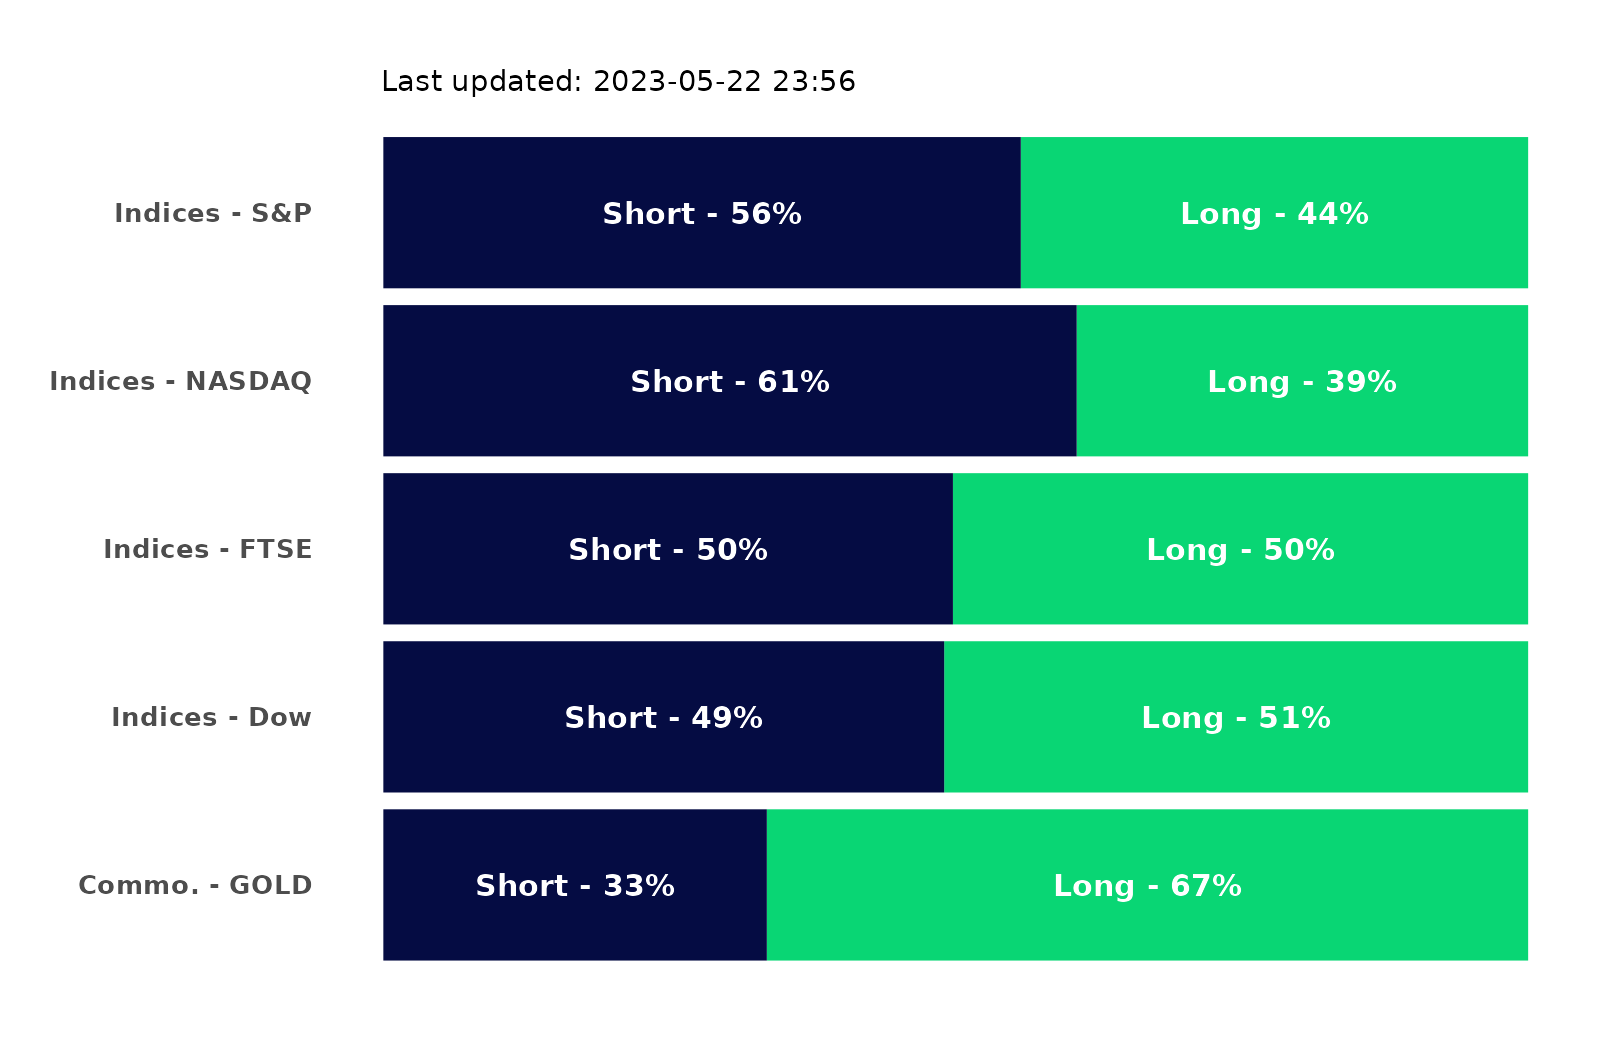 Last updated: 2023-05-22 23:56
Indices - S&P Short - 56% Long - 44%
Indices - NASDAQ Short - 61% Long - 39%
Indices - FTSE Short - 50% Long - 50%
Indices - Dow Short - 49% Long - 51%
Commo. - GOLD Short - 33% Long - 67%